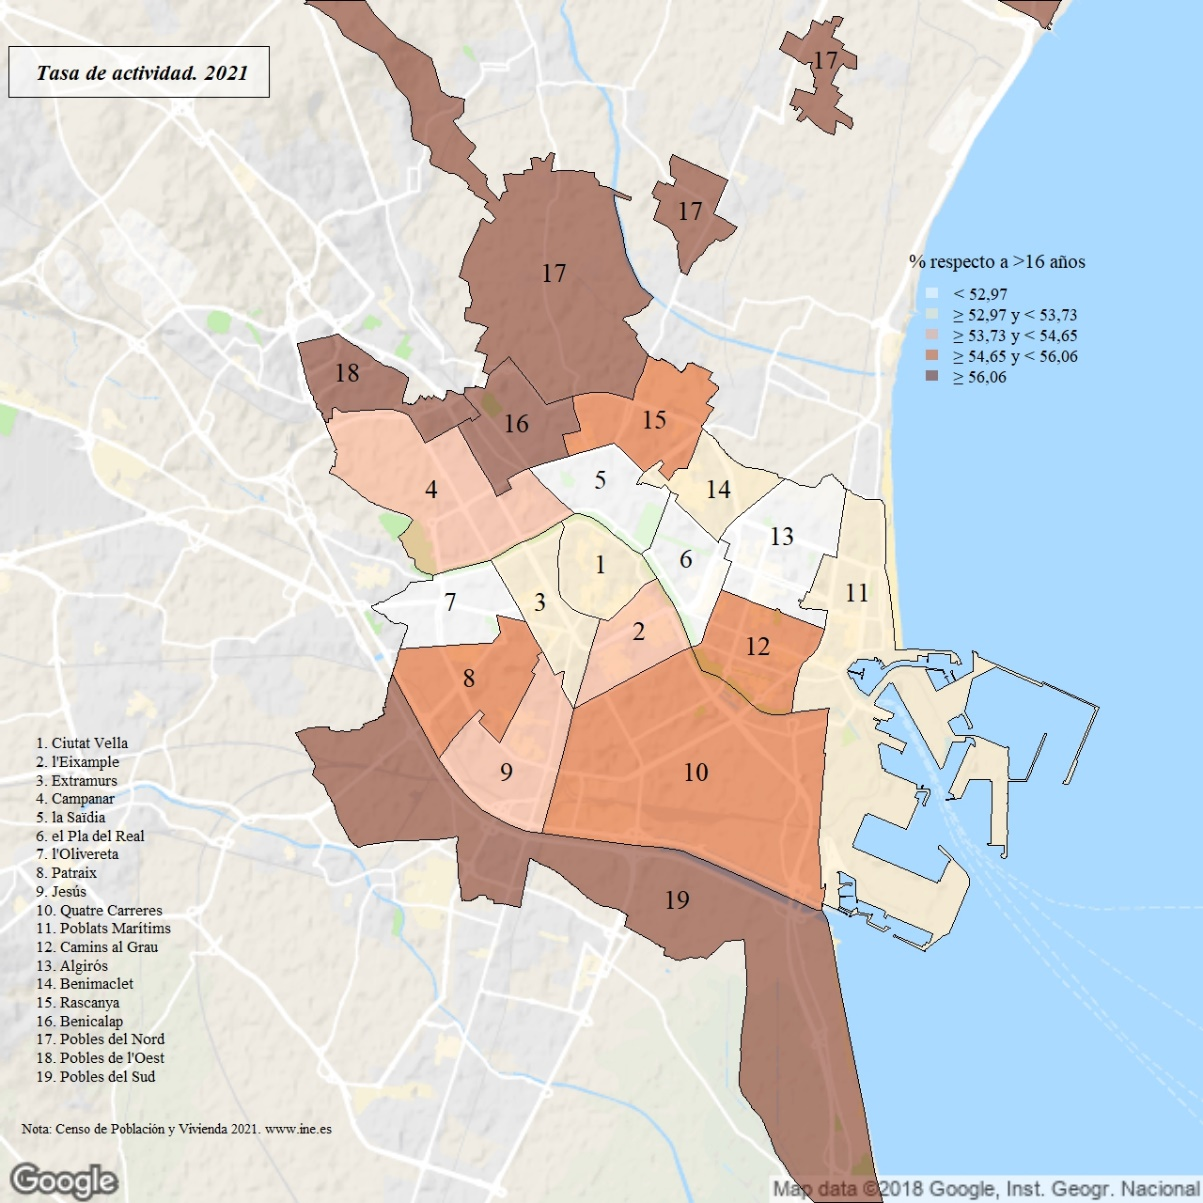 Tasa de actividad. 2021
17
17
% respecto a >16 años
< 52,97
≥ 52,97 y < 53,73
≥ 53,73 y < 54,65
≥ 54,65 y < 56,06
≥ 56,06
17
18
16
15
4
5
14
13
6
1
11
7
3
2
12
8
9
10
19
1. Ciutat Vella
2. l'Eixample
3. Extramurs
4. Campanar
5. la Saïdia
6. el Pla del Real
7. l'Olivereta
8. Patraix
9. Jesús
10. Quatre Carreres
11. Poblats Marítims
12. Camins al Grau
13. Algirós
14. Benimaclet
15. Rascanya
16. Benicalap
17. Pobles del Nord
18. Pobles de l'Oest
19. Pobles del Sud
Nota: Censo de Población y Vivienda 2021. www.ine.es
Google
Map data ©2018 Google, Inst. Geogr. Nacional